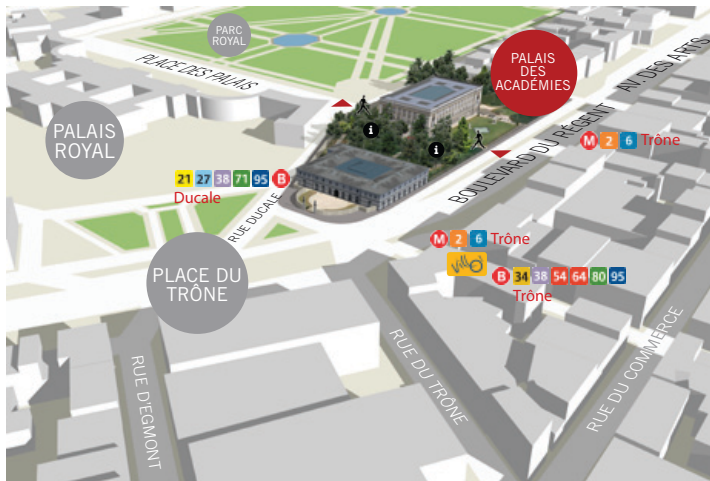 PARC
ROYAL
PLACE DES PALAIS
PALAIS
DES
ACADÉMIES
AV. DES ARTS
BOULEVARD DU RÉGENT
PALAIS
ROYAL
i
i
M 2 6 Trône
21 27 38 71 95 B
Ducale
RUE DUCALE
M 2 6 Trône
Villo
B 34 38 54 64 80 95
Trône
PLACE DU
TRÔNE
RUE D'EGMONT
RUE DU TRÔNE
RUE DU COMMERCE